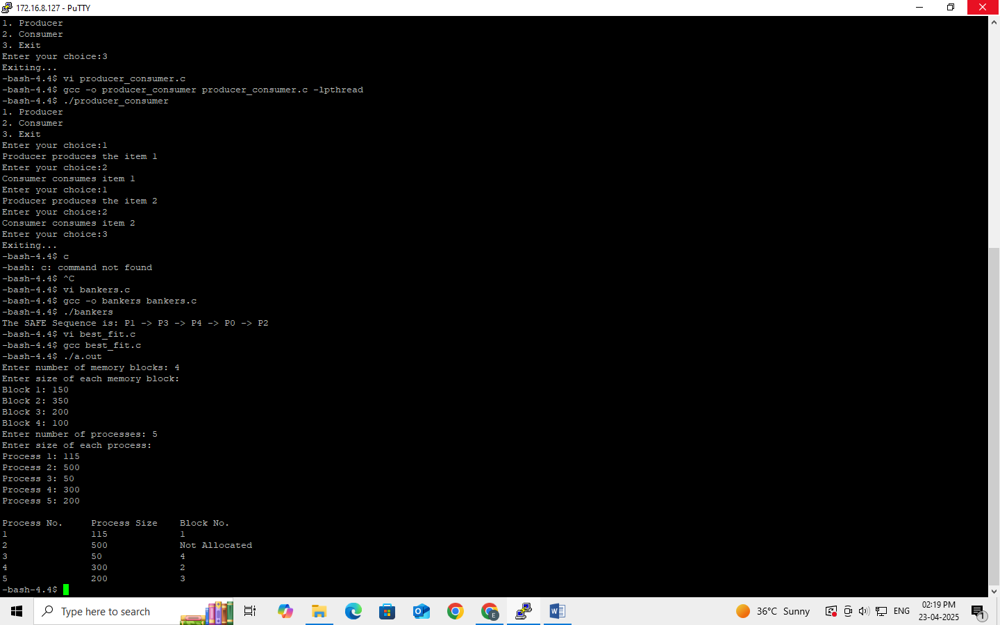 172.16.8.127 - PuTTY
1. Producer
2. Consumer
3. Exit
Enter your choice:3
Exiting...
-bash-4.4$ vi producer_consumer.c
-bash-4.4$ gcc -o producer_consumer producer_consumer.c -lpthread
-bash-4.4$ ./producer_consumer
1. Producer
2. Consumer
3. Exit
Enter your choice:1
Producer produces the item 1
Enter your choice:2
Consumer consumes item 1
Enter your choice:1
Producer produces the item 2
Enter your choice:2
Consumer consumes item 2
Enter your choice:3
Exiting...
-bash-4.4$ c
-bash: c: command not found
-bash-4.4$ ^C
-bash-4.4$ vi bankers.c
-bash-4.4$ gcc -o bankers bankers.c
-bash-4.4$ ./bankers
The SAFE Sequence is: P1 -> P3 -> P4 -> P0 -> P2
-bash-4.4$ vi best_fit.c
-bash-4.4$ gcc best_fit.c
-bash-4.4$ ./a.out
Enter number of memory blocks: 4
Enter size of each memory block:
Block 1: 150
Block 2: 350
Block 3: 200
Block 4: 100
Enter number of processes: 5
Enter size of each process:
Process 1: 115
Process 2: 500
Process 3: 50
Process 4: 300
Process 5: 200
Process No. Process Size Block No.
1 115 1
2 500 Not Allocated
3 50 4
4 300 2
5 200 3
-bash-4.4$
Type here to search
36°C Sunny
ENG
02:19 PM
23-04-2025
1